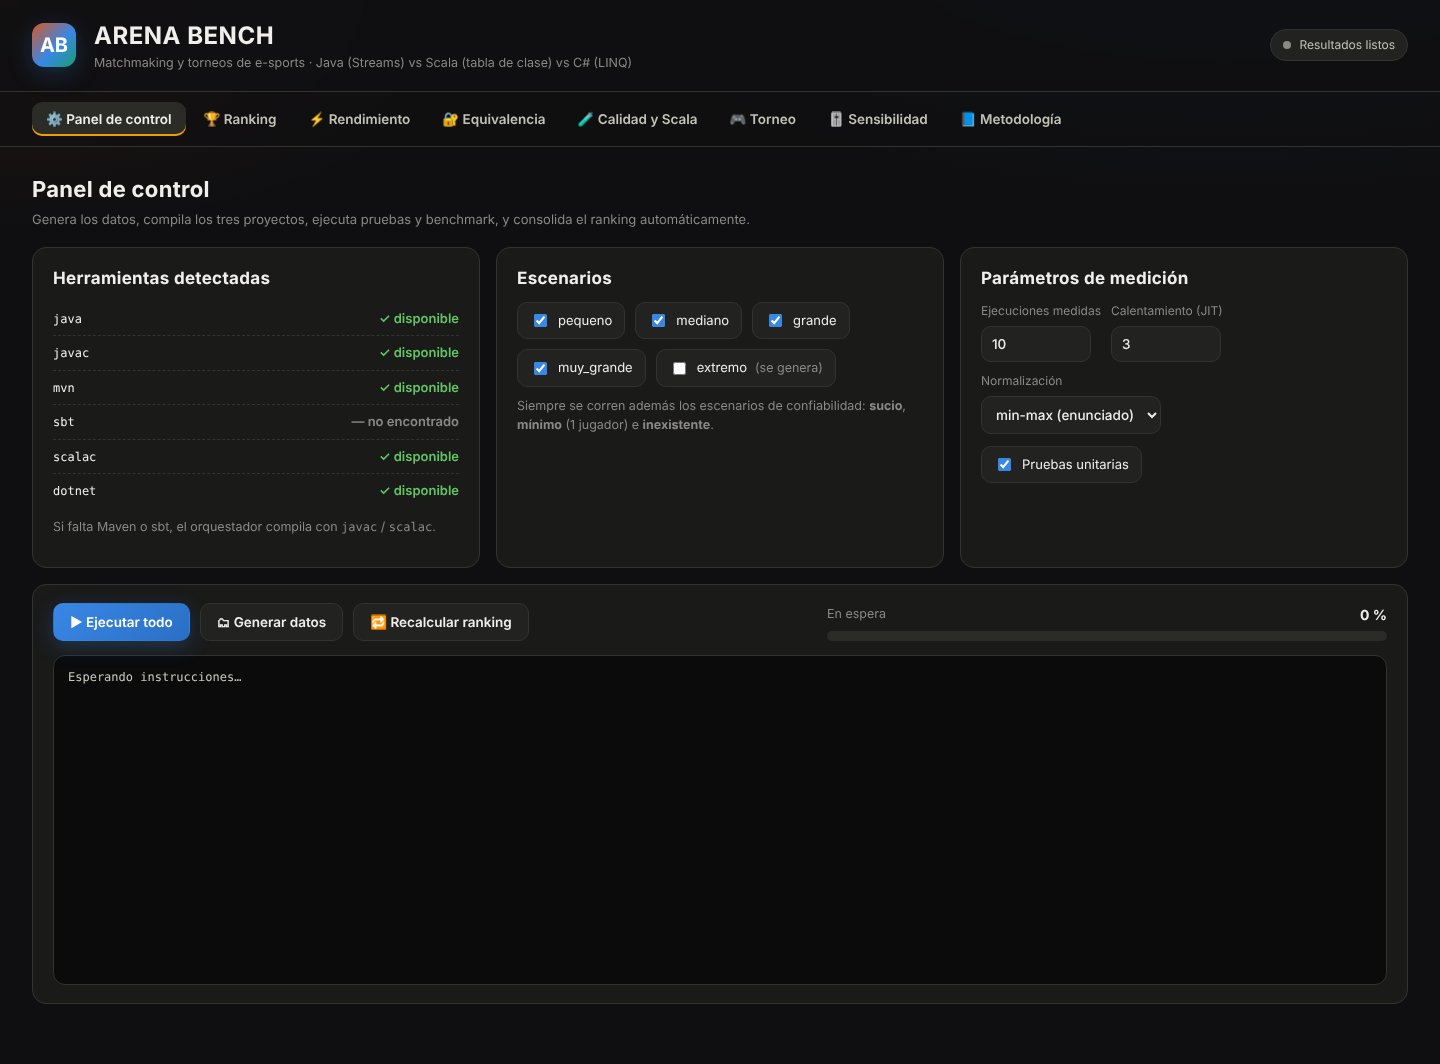 AB
ARENA BENCH
Matchmaking y torneos de e-sports · Java (Streams) vs Scala (tabla de clase) vs C# (LINQ)
Resultados listos
Panel de control
Ranking
Rendimiento
Equivalencia
Calidad y Scala
Torneo
Sensibilidad
Metodología
Panel de control
Genera los datos, compila los tres proyectos, ejecuta pruebas y benchmark, y consolida el ranking automáticamente.
Herramientas detectadas
java ✓ disponible
javac ✓ disponible
mvn ✓ disponible
sbt — no encontrado
scalac ✓ disponible
dotnet ✓ disponible
Si falta Maven o sbt, el orquestador compila con javac / scalac.
Escenarios
pequeno
mediano
grande
muy_grande
extremo (se genera)
Siempre se corren además los escenarios de confiabilidad: sucio,
mínimo (1 jugador) e inexistente.
Parámetros de medición
Ejecuciones medidas Calentamiento (JIT)
10 3
Normalización
min-max (enunciado)
Pruebas unitarias
▶ Ejecutar todo
Generar datos
Recalcular ranking
En espera
0 %
Esperando instrucciones…